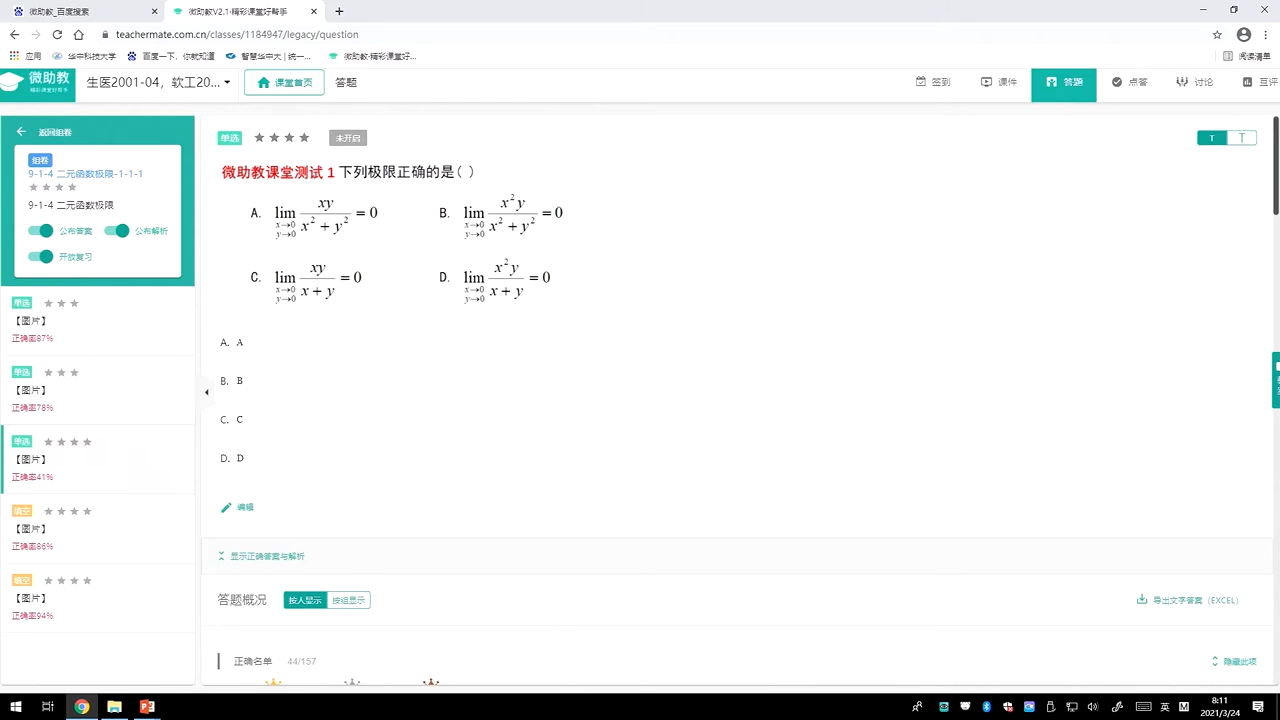 微助教_百度搜索
微助教V2.1-精彩课堂好帮手
teachermate.com.cn/classes/1184947/legacy/question
应用 华中科技大学 百度一下，你就知道 智慧华中大 | 统一... 微助教-精彩课堂好... 阅读清单
微助教
精彩课堂好帮手
生医2001-04，软工20... 课堂首页 答题 签到 课件 答题 点答 讨论 互评
返回组卷
组卷
9-1-4 二元函数极限-1-1-1
9-1-4 二元函数极限
公布答案 公布解析
开放复习
单选
【图片】
正确率87%
单选
【图片】
正确率78%
单选
【图片】
正确率41%
填空
【图片】
正确率86%
填空
【图片】
正确率94%
单选 未开启 T T
微助教课堂测试 1 下列极限正确的是( )
A. lim x→0 y→0 xy / (x² + y²) = 0 B. lim x→0 y→0 x²y / (x² + y²) = 0
C. lim x→0 y→0 xy / (x + y) = 0 D. lim x→0 y→0 x²y / (x + y) = 0
A. A
B. B
C. C
D. D
编辑
显示正确答案与解析
答题概况 按人显示 按组显示 导出文字答案（EXCEL）
正确名单 44/157 隐藏此项
英 M
8:11
2021/3/24